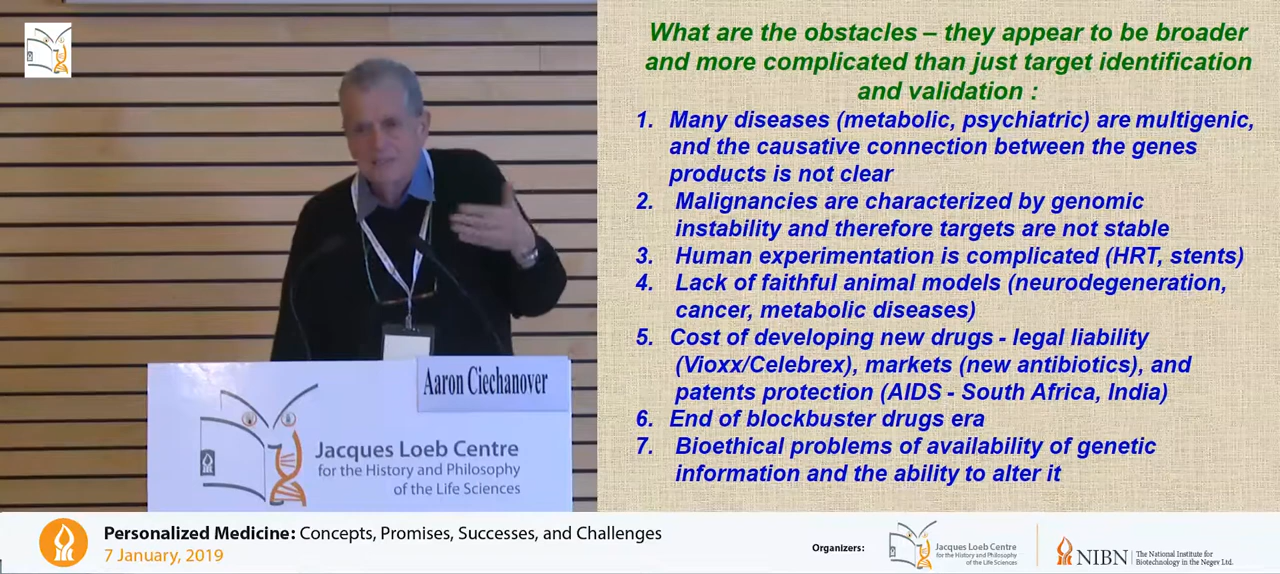 What are the obstacles – they appear to be broader
and more complicated than just target identification
and validation :
1. Many diseases (metabolic, psychiatric) are multigenic,
and the causative connection between the genes
products is not clear
2. Malignancies are characterized by genomic
instability and therefore targets are not stable
3. Human experimentation is complicated (HRT, stents)
4. Lack of faithful animal models (neurodegeneration,
cancer, metabolic diseases)
5. Cost of developing new drugs - legal liability
(Vioxx/Celebrex), markets (new antibiotics), and
patents protection (AIDS - South Africa, India)
6. End of blockbuster drugs era
7. Bioethical problems of availability of genetic
information and the ability to alter it
Aaron Ciechanover
Jacques Loeb Centre
for the History and Philosophy
of the Life Sciences
Personalized Medicine: Concepts, Promises, Successes, and Challenges
7 January, 2019
Organizers:
Jacques Loeb Centre
for the History and Philosophy
of the Life Sciences
NIBN
The National Institute for
Biotechnology in the Negev Ltd.